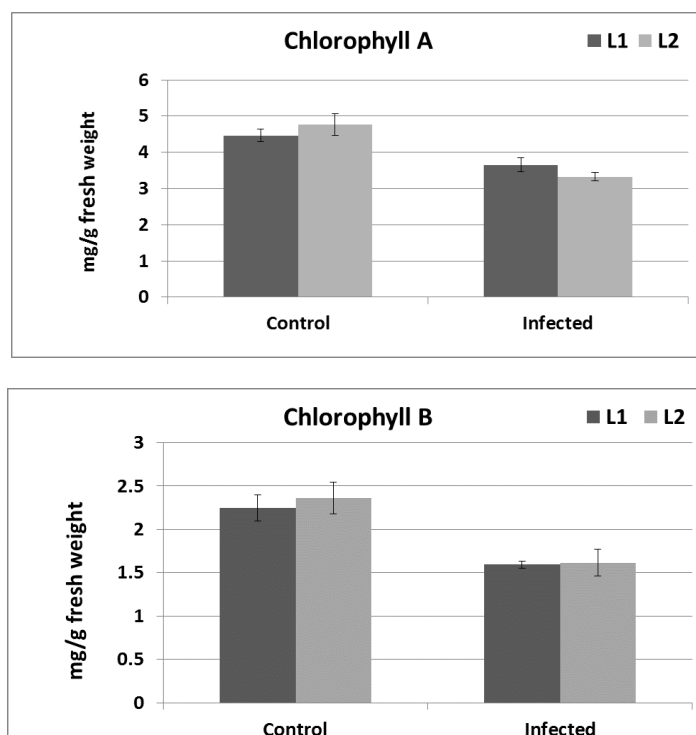 Chlorophyll A
L1 L2
mg/g fresh weight
6
5
4
3
2
1
0
Control Infected
Chlorophyll B
L1 L2
mg/g fresh weight
3
2.5
2
1.5
1
0.5
0
Control Infected